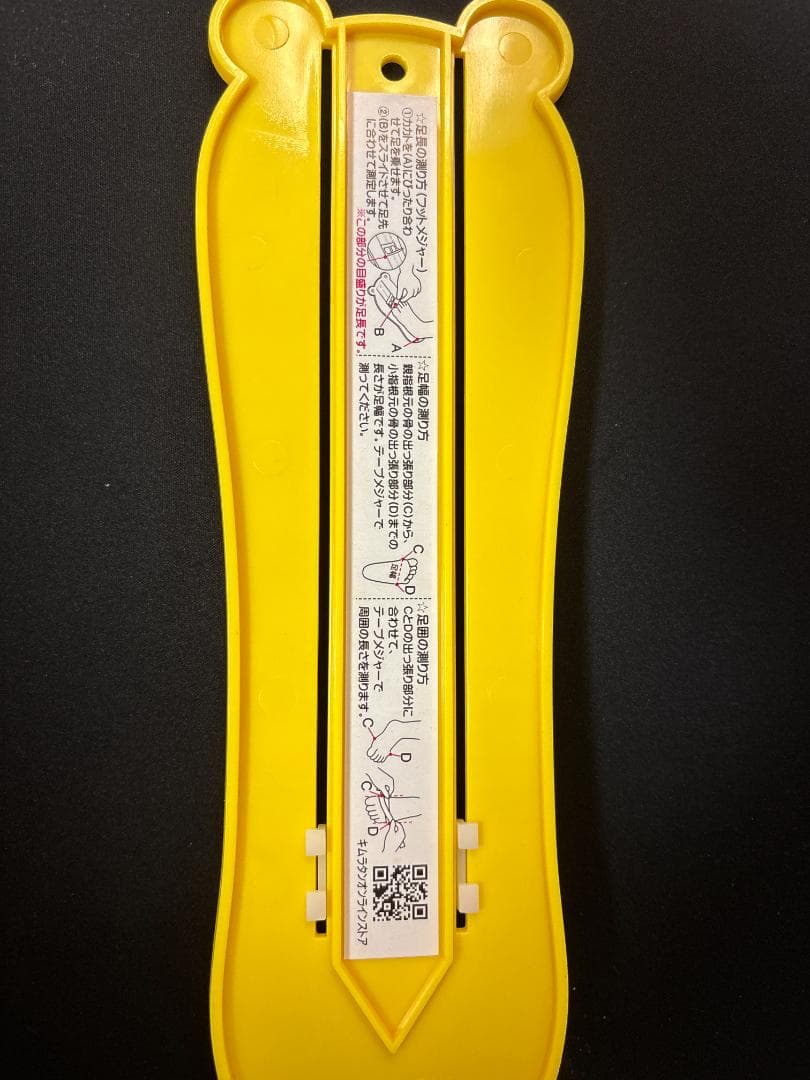 ☆足長の測り方(フットメジャー)
①カカトを(A)にぴったり合わ
せて足を乗せます。
②(B)をスライドさせて足先
に合わせて測定します。
※この部分の目盛りが足長です。
B
A
☆足幅の測り方
親指根元の骨の出っ張り部分(C)から、
小指根元の骨の出っ張り部分(D)までの
長さが足幅です。テープメジャーで
測ってください。
C
足幅
D
☆足囲の測り方
CとDの出っ張り部分に
合わせて、
テープメジャーで
周囲の長さを測ります。
C
D
C
D
キムラタンオンラインストア